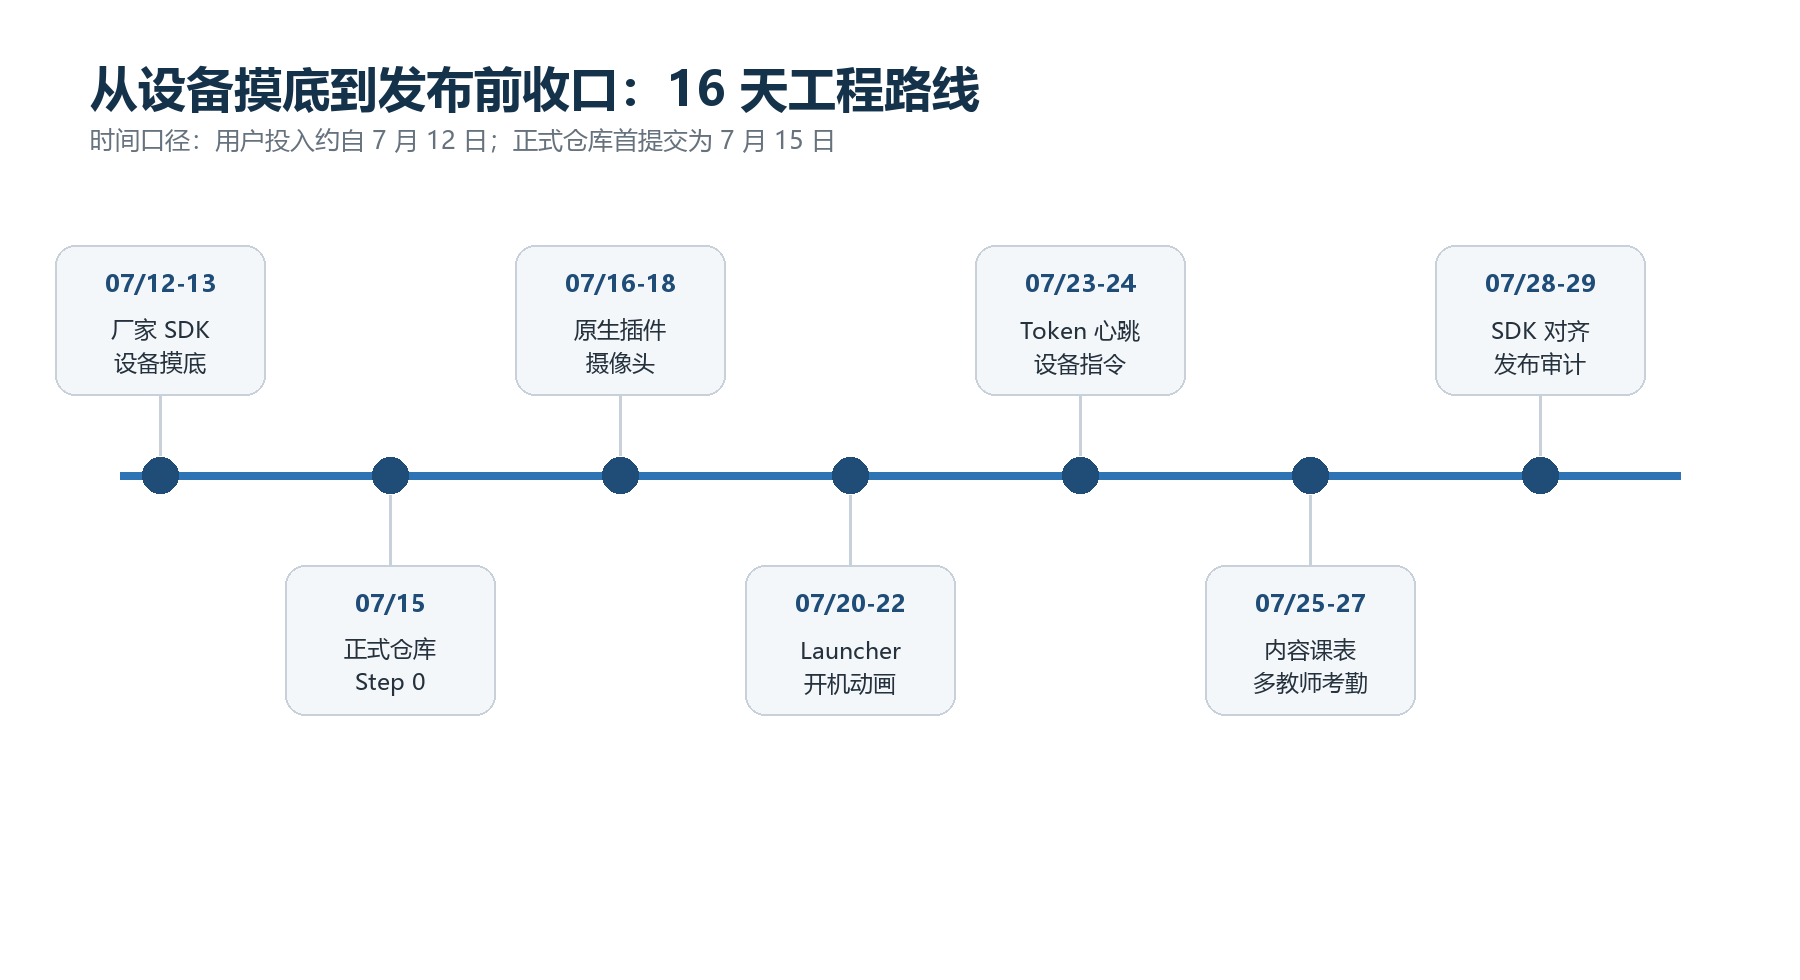 从设备摸底到发布前收口：16 天工程路线
时间口径：用户投入约自 7 月 12 日；正式仓库首提交为 7 月 15 日
07/12-13
厂家 SDK
设备摸底
07/15
正式仓库
Step 0
07/16-18
原生插件
摄像头
07/20-22
Launcher
开机动画
07/23-24
Token 心跳
设备指令
07/25-27
内容课表
多教师考勤
07/28-29
SDK 对齐
发布审计